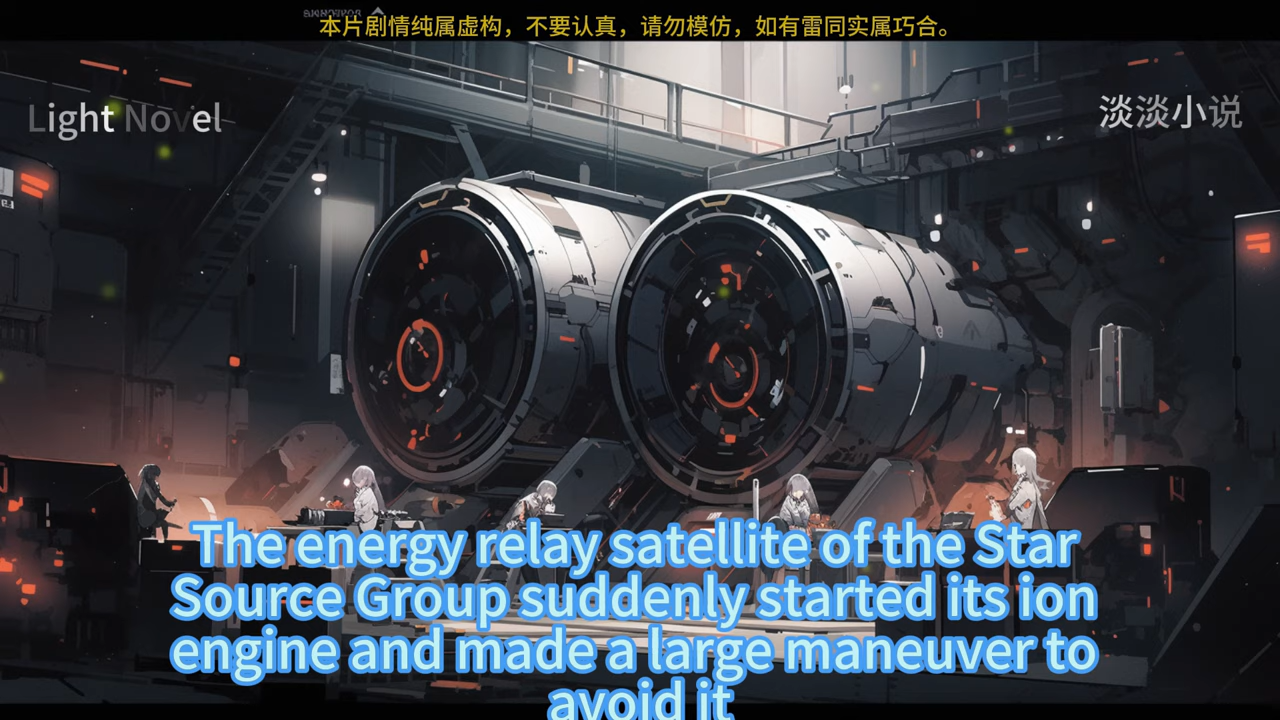 本片剧情纯属虚构，不要认真，请勿模仿，如有雷同实属巧合。
Light Novel
淡淡小说
The energy relay satellite of the Star
Source Group suddenly started its ion
engine and made a large maneuver to
avoid it